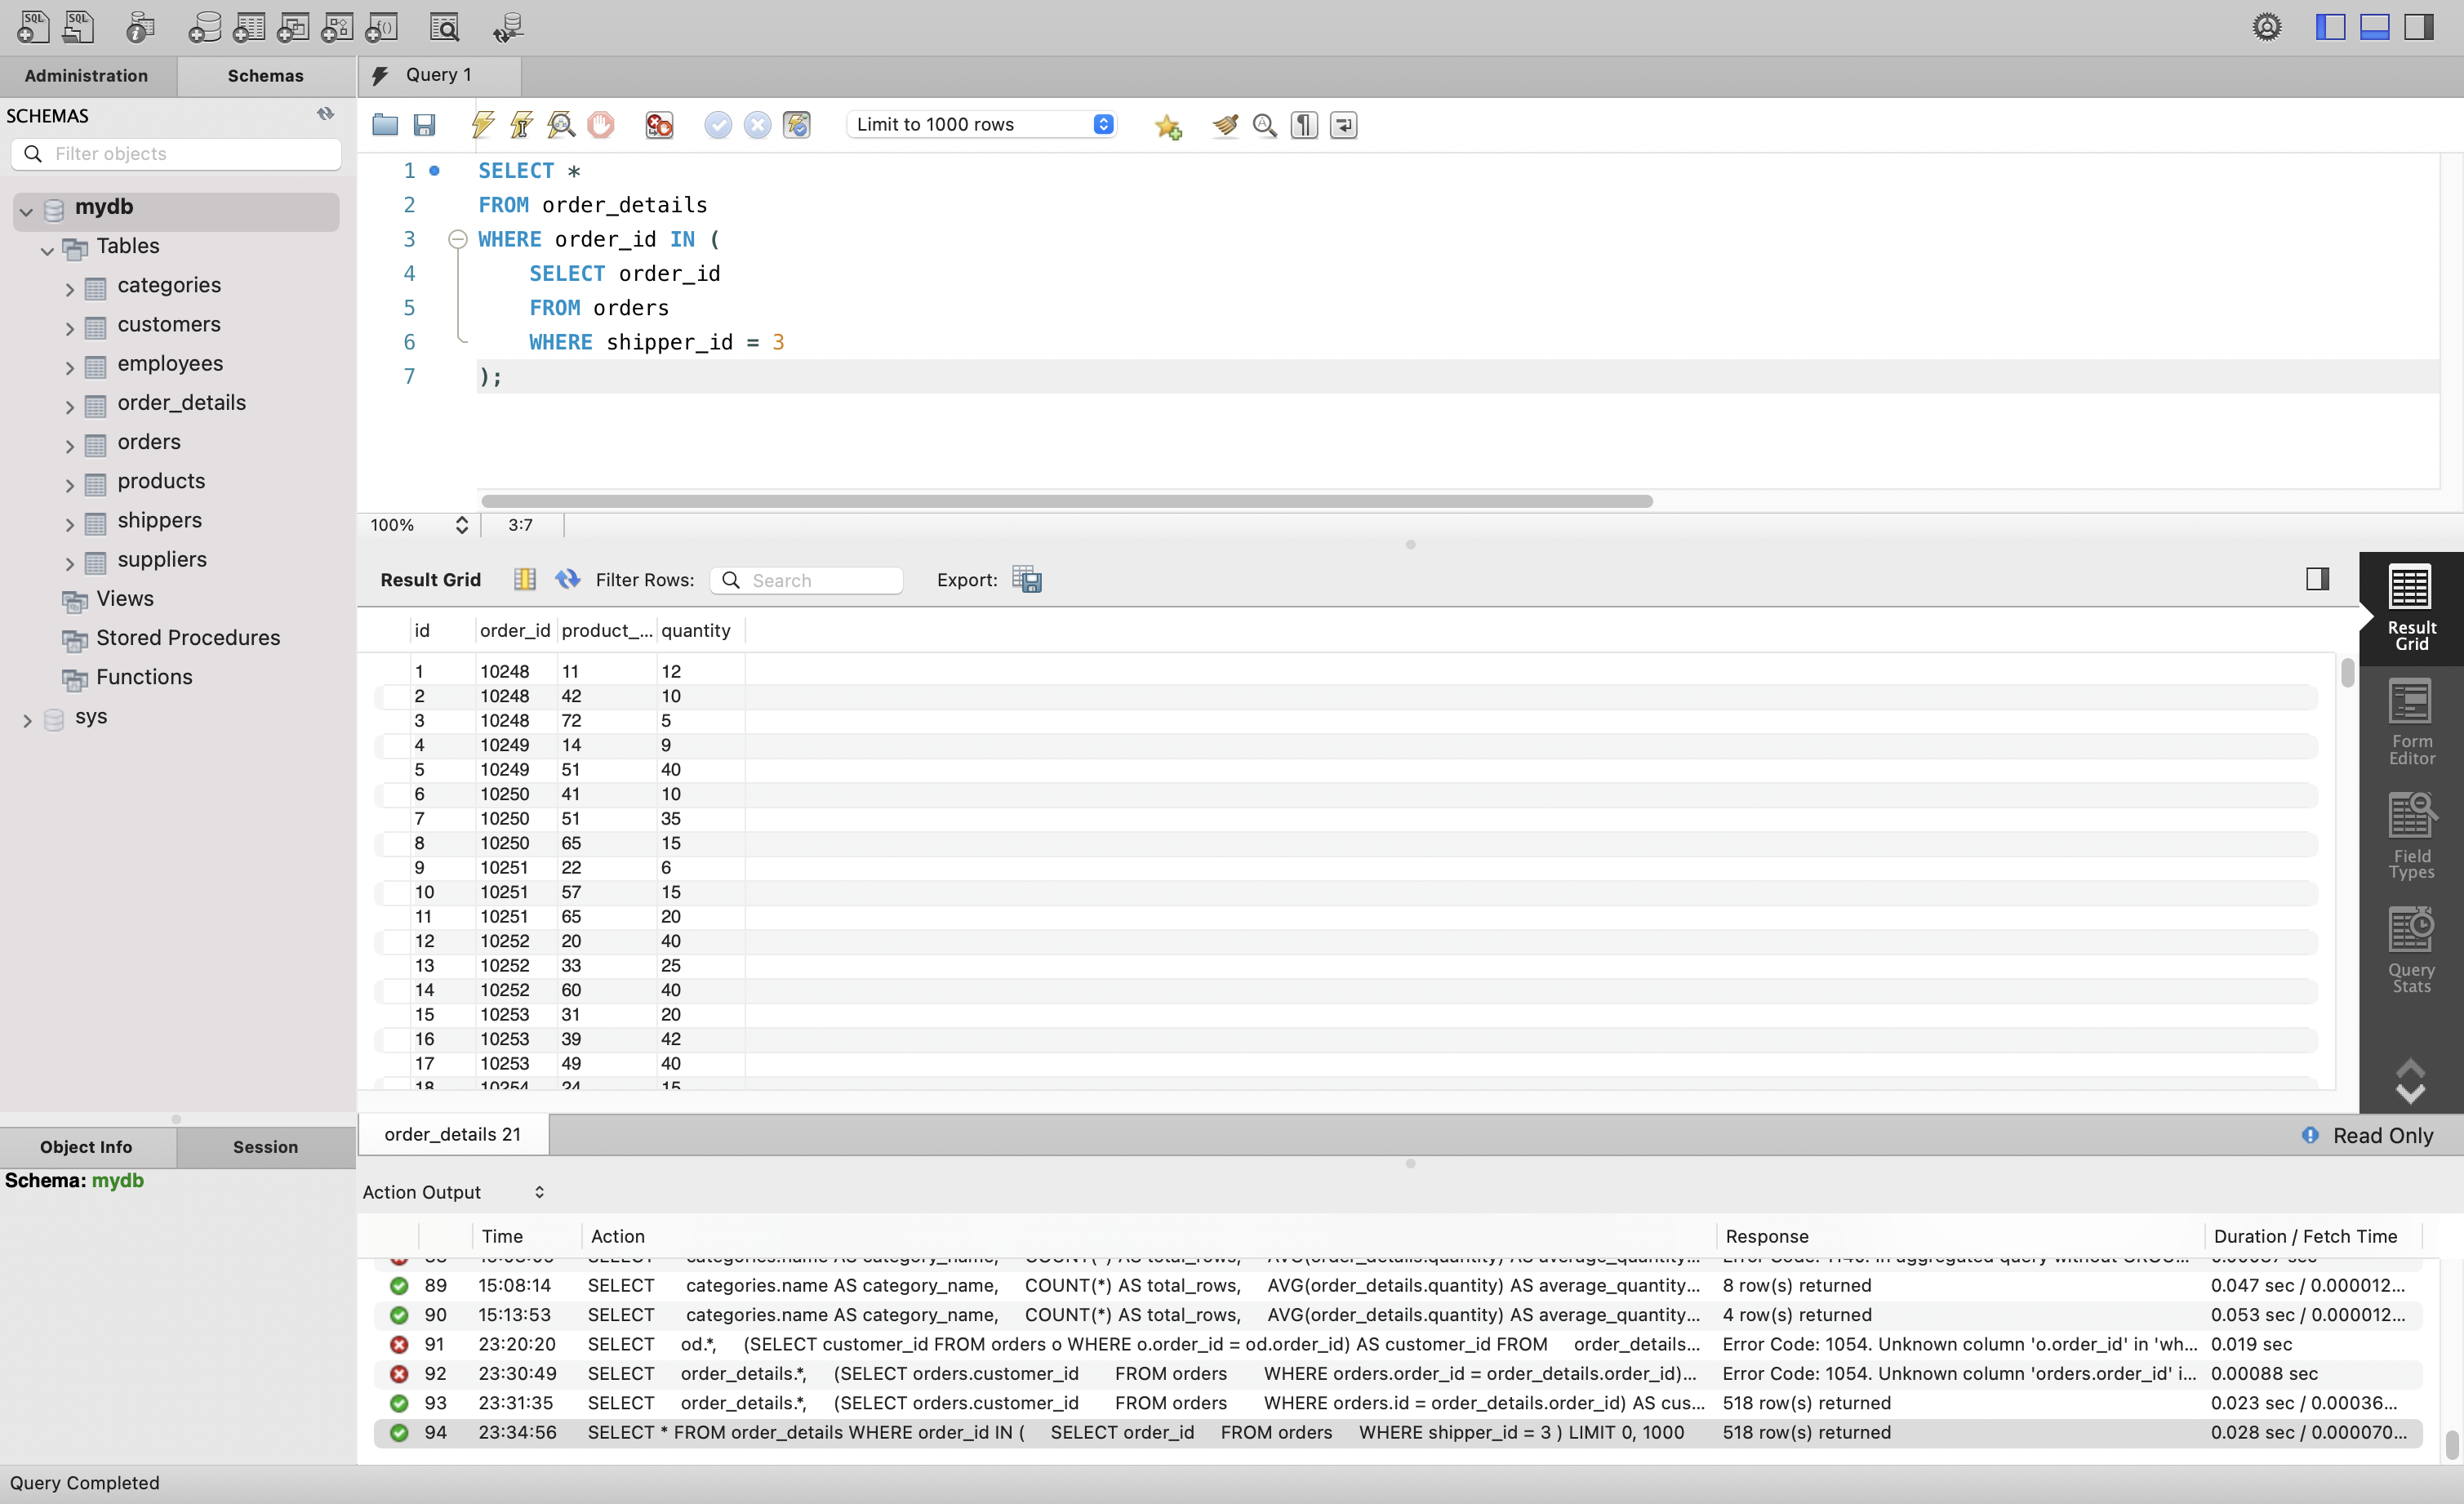 SQL SQL
Administration Schemas Query 1
SCHEMAS
Filter objects
Limit to 1000 rows
mydb
Tables
categories
customers
employees
order_details
orders
products
shippers
suppliers
Views
Stored Procedures
Functions
sys
1 SELECT *
2 FROM order_details
3 WHERE order_id IN (
4 SELECT order_id
5 FROM orders
6 WHERE shipper_id = 3
7 );
100% 3:7
Result Grid Filter Rows: Search Export:
id order_id product_... quantity
1 10248 11 12
2 10248 42 10
3 10248 72 5
4 10249 14 9
5 10249 51 40
6 10250 41 10
7 10250 51 35
8 10250 65 15
9 10251 22 6
10 10251 57 15
11 10251 65 20
12 10252 20 40
13 10252 33 25
14 10252 60 40
15 10253 31 20
16 10253 39 42
17 10253 49 40
18 10254 24 15
Result
Grid
Form
Editor
Field
Types
Query
Stats
order_details 21 Read Only
Object Info Session
Schema: mydb
Action Output
Time Action Response Duration / Fetch Time
SELECT categories.name AS category_name, COUNT(*) AS total_rows, AVG(order_details.quantity) AS average_quantity...
89 15:08:14 SELECT categories.name AS category_name, COUNT(*) AS total_rows, AVG(order_details.quantity) AS average_quantity... 8 row(s) returned 0.047 sec / 0.000012...
90 15:13:53 SELECT categories.name AS category_name, COUNT(*) AS total_rows, AVG(order_details.quantity) AS average_quantity... 4 row(s) returned 0.053 sec / 0.000012...
91 23:20:20 SELECT od.*, (SELECT customer_id FROM orders o WHERE o.order_id = od.order_id) AS customer_id FROM order_details... Error Code: 1054. Unknown column 'o.order_id' in 'wh... 0.019 sec
92 23:30:49 SELECT order_details.*, (SELECT orders.customer_id FROM orders WHERE orders.order_id = order_details.order_id)... Error Code: 1054. Unknown column 'orders.order_id' i... 0.00088 sec
93 23:31:35 SELECT order_details.*, (SELECT orders.customer_id FROM orders WHERE orders.id = order_details.order_id) AS cus... 518 row(s) returned 0.023 sec / 0.00036...
94 23:34:56 SELECT * FROM order_details WHERE order_id IN ( SELECT order_id FROM orders WHERE shipper_id = 3 ) LIMIT 0, 1000 518 row(s) returned 0.028 sec / 0.000070...
Query Completed